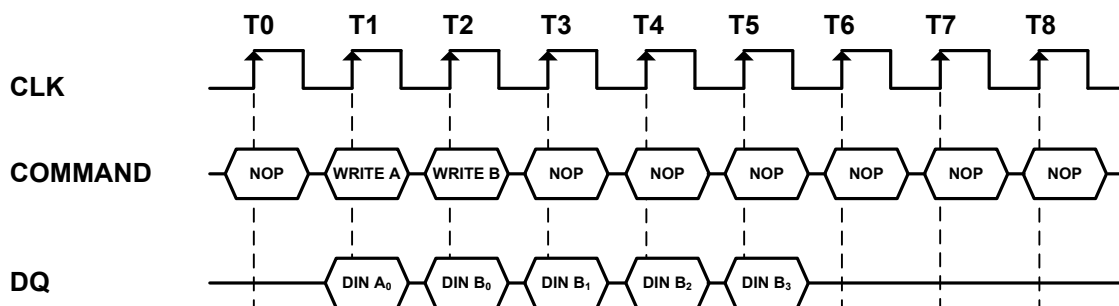 T0 T1 T2 T3 T4 T5 T6 T7 T8
CLK
COMMAND NOP WRITE A WRITE B NOP NOP NOP NOP NOP NOP
DQ DIN A₀ DIN B₀ DIN B₁ DIN B₂ DIN B₃